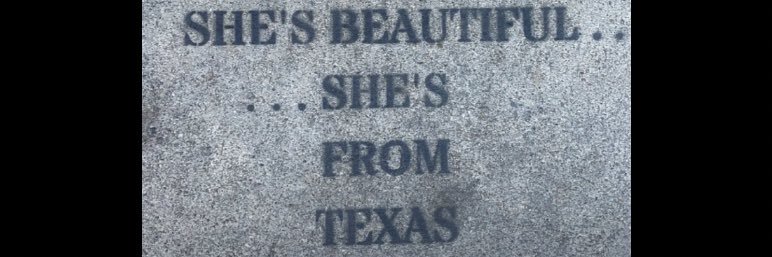 SHE'S BEAUTIFUL . .
. . . SHE'S
FROM
TEXAS